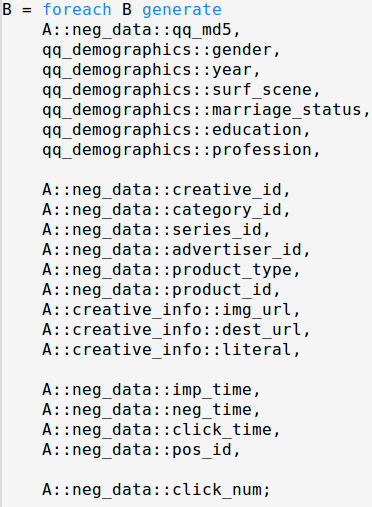 B = foreach B generate
A::neg_data::qq_md5,
qq_demographics::gender,
qq_demographics::year,
qq_demographics::surf_scene,
qq_demographics::marriage_status,
qq_demographics::education,
qq_demographics::profession,
A::neg_data::creative_id,
A::neg_data::category_id,
A::neg_data::series_id,
A::neg_data::advertiser_id,
A::neg_data::product_type,
A::neg_data::product_id,
A::creative_info::img_url,
A::creative_info::dest_url,
A::creative_info::literal,
A::neg_data::imp_time,
A::neg_data::neg_time,
A::neg_data::click_time,
A::neg_data::pos_id,
A::neg_data::click_num;